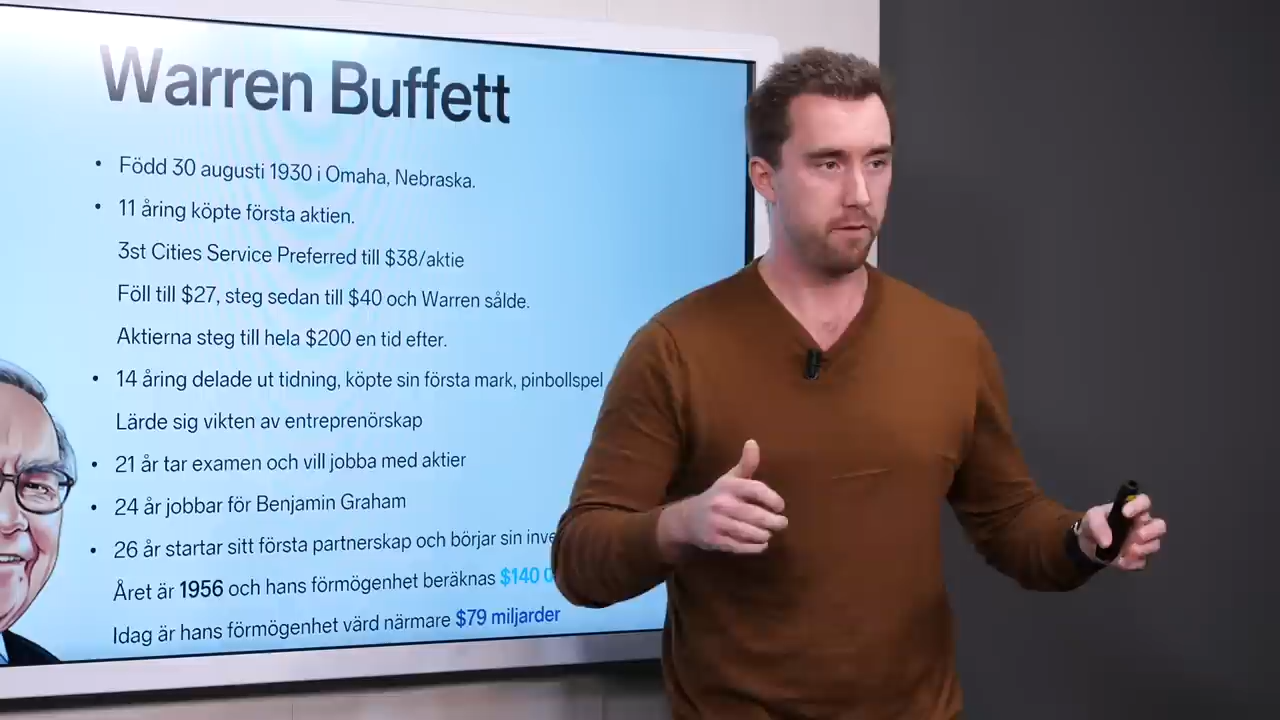 Warren Buffett
• Född 30 augusti 1930 i Omaha, Nebraska.
• 11 åring köpte första aktien.
3st Cities Service Preferred till $38/aktie
Föll till $27, steg sedan till $40 och Warren sålde.
Aktierna steg till hela $200 en tid efter.
• 14 åring delade ut tidning, köpte sin första mark, pinbollspel
Lärde sig vikten av entreprenörskap
• 21 år tar examen och vill jobba med aktier
• 24 år jobbar för Benjamin Graham
• 26 år startar sitt första partnerskap och börjar sin
Året är 1956 och hans förmögenhet beräknas $140
Idag är hans förmögenhet värd närmare $79 miljarder